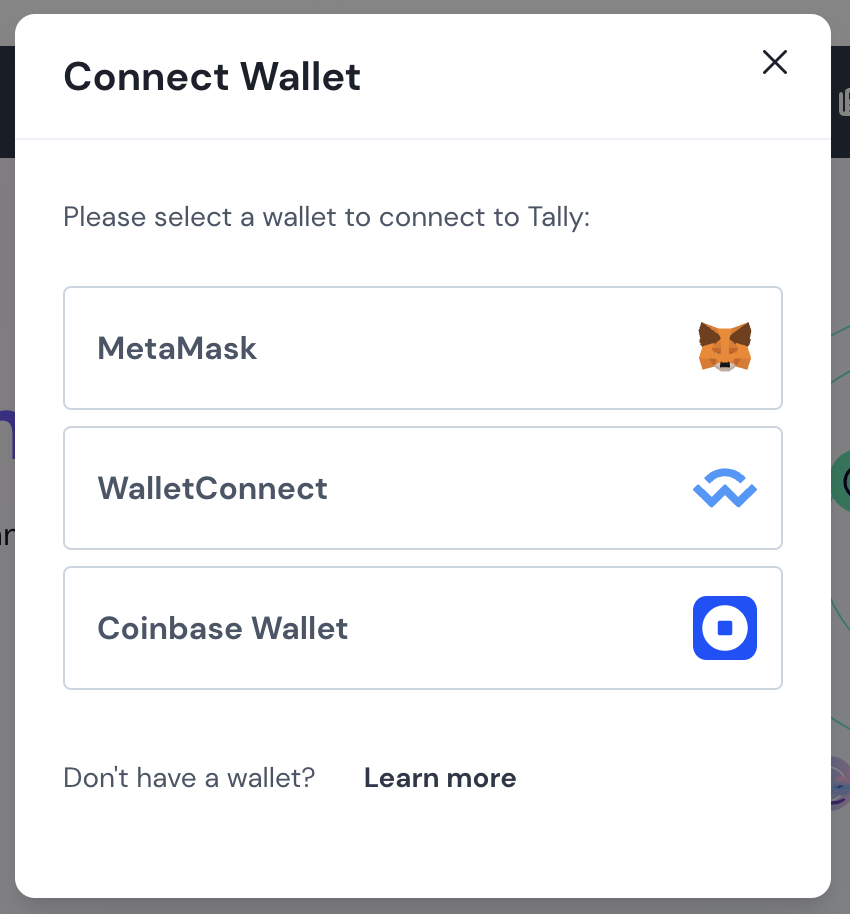 Connect Wallet
Please select a wallet to connect to Tally:
MetaMask
WalletConnect
Coinbase Wallet
Don't have a wallet? Learn more